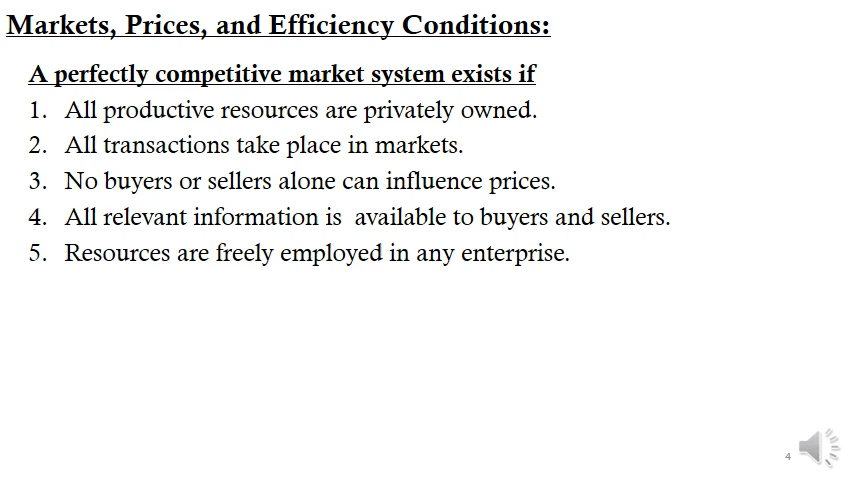 Markets, Prices, and Efficiency Conditions:
A perfectly competitive market system exists if
1. All productive resources are privately owned.
2. All transactions take place in markets.
3. No buyers or sellers alone can influence prices.
4. All relevant information is  available to buyers and sellers.
5. Resources are freely employed in any enterprise.
4